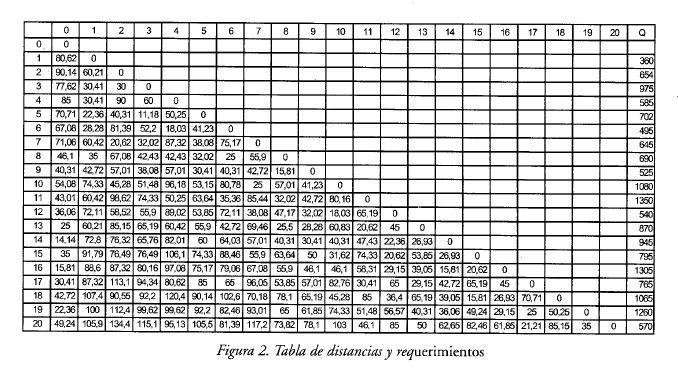 0 1 2 3 4 5 6 7 8 9 10 11 12 13 14 15 16 17 18 19 20 Q
0 0
1 80,62 0 360
2 90,14 60,21 0 654
3 77,62 30,41 30 0 975
4 85 30,41 90 60 0 585
5 70,71 22,36 40,31 11,18 50,25 0 702
6 67,08 28,28 81,39 52,2 18,03 41,23 0 495
7 71,06 60,42 20,62 32,02 87,32 38,08 75,17 0 645
8 46,1 35 67,08 42,43 42,43 32,02 25 55,9 0 690
9 40,31 42,72 57,01 38,08 57,01 30,41 30,41 42,72 15,81 0 525
10 54,08 74,33 45,28 51,48 96,18 53,15 80,78 25 57,01 41,23 0 1080
11 43,01 60,42 98,62 74,33 50,25 63,64 35,36 85,44 32,02 42,72 80,16 0 1350
12 36,06 72,11 58,52 55,9 89,02 53,85 72,11 38,08 47,17 32,02 18,03 65,19 0 540
13 25 60,21 85,15 65,19 60,42 55,9 42,72 69,46 25,5 28,28 60,83 20,62 45 0 870
14 14,14 72,8 76,32 65,76 82,01 60 64,03 57,01 40,31 30,41 40,31 47,43 22,36 26,93 0 945
15 35 91,79 76,49 76,49 106,1 74,33 88,46 55,9 63,64 50 31,62 74,33 20,62 53,85 26,93 0 795
16 15,81 88,6 87,32 80,16 97,08 75,17 79,06 67,08 55,9 46,1 46,1 58,31 29,15 39,05 15,81 20,62 0 1305
17 30,41 87,32 113,1 94,34 80,62 85 65 96,05 53,85 57,01 82,76 30,41 65 29,15 42,72 65,19 45 0 765
18 42,72 107,4 90,55 92,2 120,4 90,14 102,6 70,18 78,1 65,19 45,28 85 36,4 65,19 39,05 15,81 26,93 70,71 0 1065
19 22,36 100 112,4 99,62 99,62 92,2 82,46 93,01 65 61,85 74,33 51,48 56,57 40,31 36,06 49,24 29,15 25 50,25 0 1260
20 49,24 105,9 134,4 115,1 95,13 105,5 81,39 117,2 73,82 78,1 103 46,1 85 50 62,65 82,46 61,85 21,21 85,15 35 0 570
Figura 2. Tabla de distancias y requerimientos